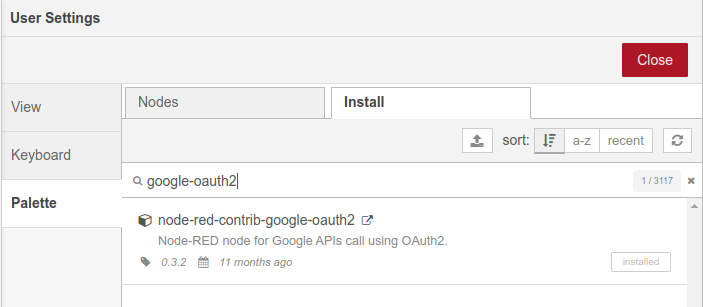 User Settings
Close
View
Keyboard
Palette
Nodes
Install
sort: a-z recent
google-oauth2 1 / 3117
node-red-contrib-google-oauth2
Node-RED node for Google APIs call using OAuth2.
0.3.2 11 months ago installed